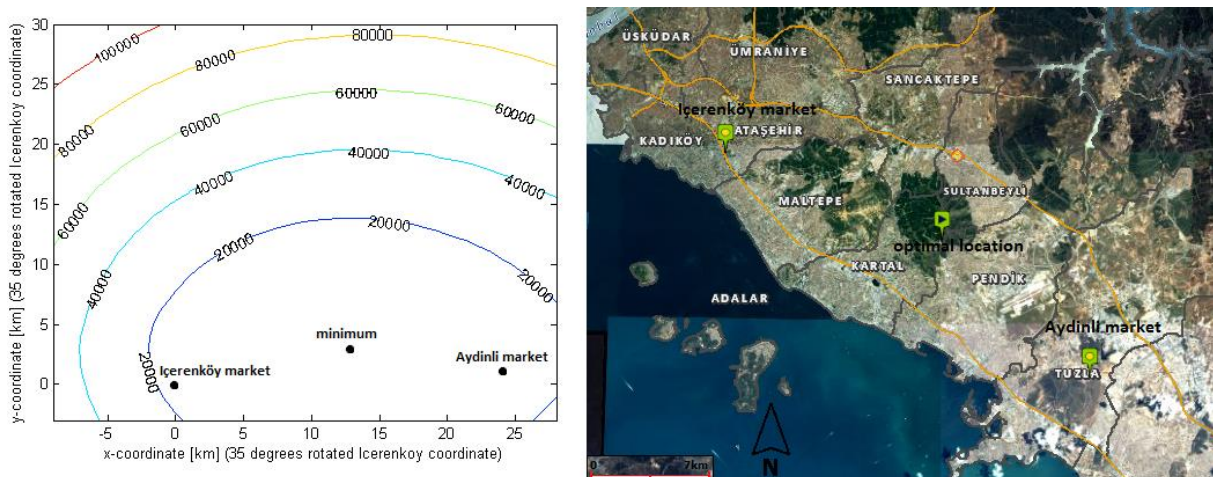 y-coordinate [km] (35 degrees rotated Icerenkoy coordinate)
30
25
20
15
10
5
0
100000
80000
80000
80000
80000
60000
60000
60000
60000
40000
40000
40000
40000
20000
20000
20000
20000
minimum
Içerenköy market
Aydinli market
-5 0 5 10 15 20 25
x-coordinate [km] (35 degrees rotated Icerenkoy coordinate)
ÜSKÜDAR
ÜMRANİYE
SANCAKTEPE
Içerenköy market
ATAŞEHİR
KADIKÖY
SULTANBEYLİ
MALTEPE
optimal location
KARTAL
PENDİK
ADALAR
Aydinli market
TUZLA
N
0 7km